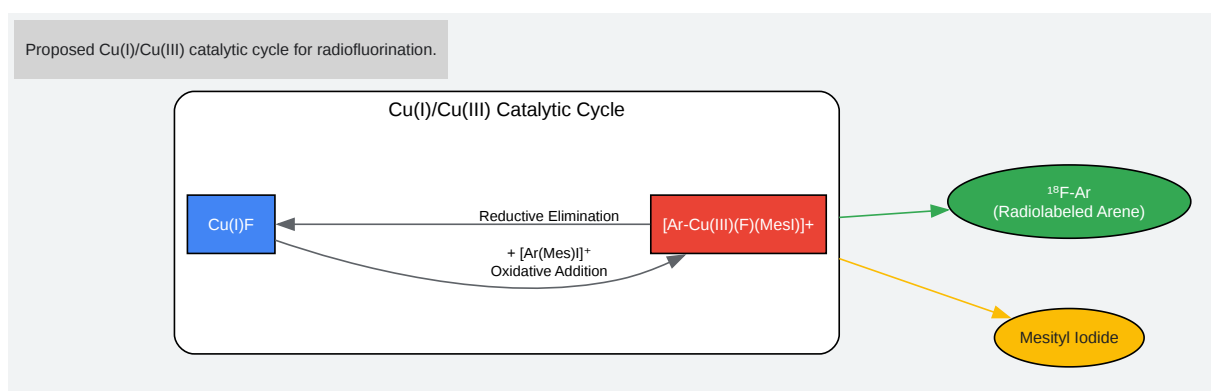 Proposed Cu(I)/Cu(III) catalytic cycle for radiofluorination.
Cu(I)/Cu(III) Catalytic Cycle
Cu(I)F
Reductive Elimination
[Ar-Cu(III)(F)(MesI)]+
+ [Ar(Mes)I]⁺
Oxidative Addition
¹⁸F-Ar
(Radiolabeled Arene)
Mesityl Iodide